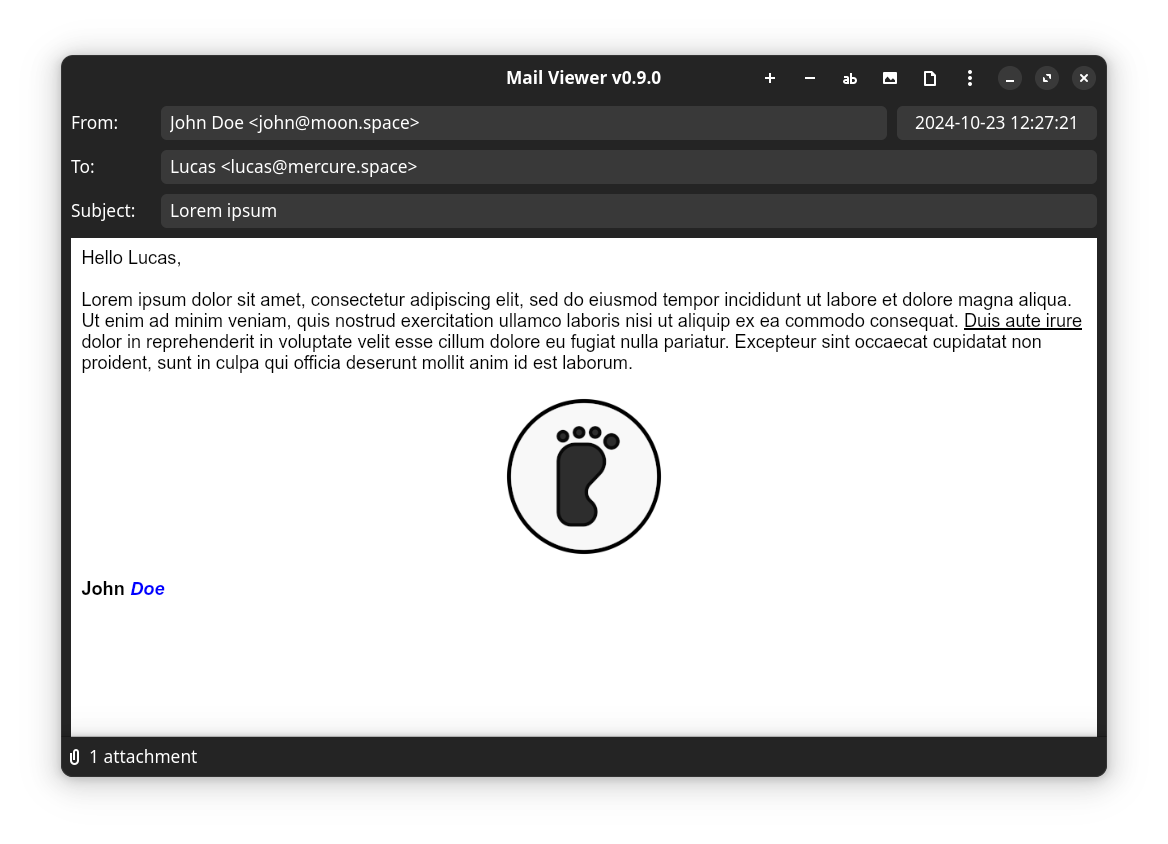 Mail Viewer v0.9.0
ab
From: John Doe <john@moon.space> 2024-10-23 12:27:21
To: Lucas <lucas@mercure.space>
Subject: Lorem ipsum
Hello Lucas,
Lorem ipsum dolor sit amet, consectetur adipiscing elit, sed do eiusmod tempor incididunt ut labore et dolore magna aliqua.
Ut enim ad minim veniam, quis nostrud exercitation ullamco laboris nisi ut aliquip ex ea commodo consequat. Duis aute irure
dolor in reprehenderit in voluptate velit esse cillum dolore eu fugiat nulla pariatur. Excepteur sint occaecat cupidatat non
proident, sunt in culpa qui officia deserunt mollit anim id est laborum.
John Doe
1 attachment